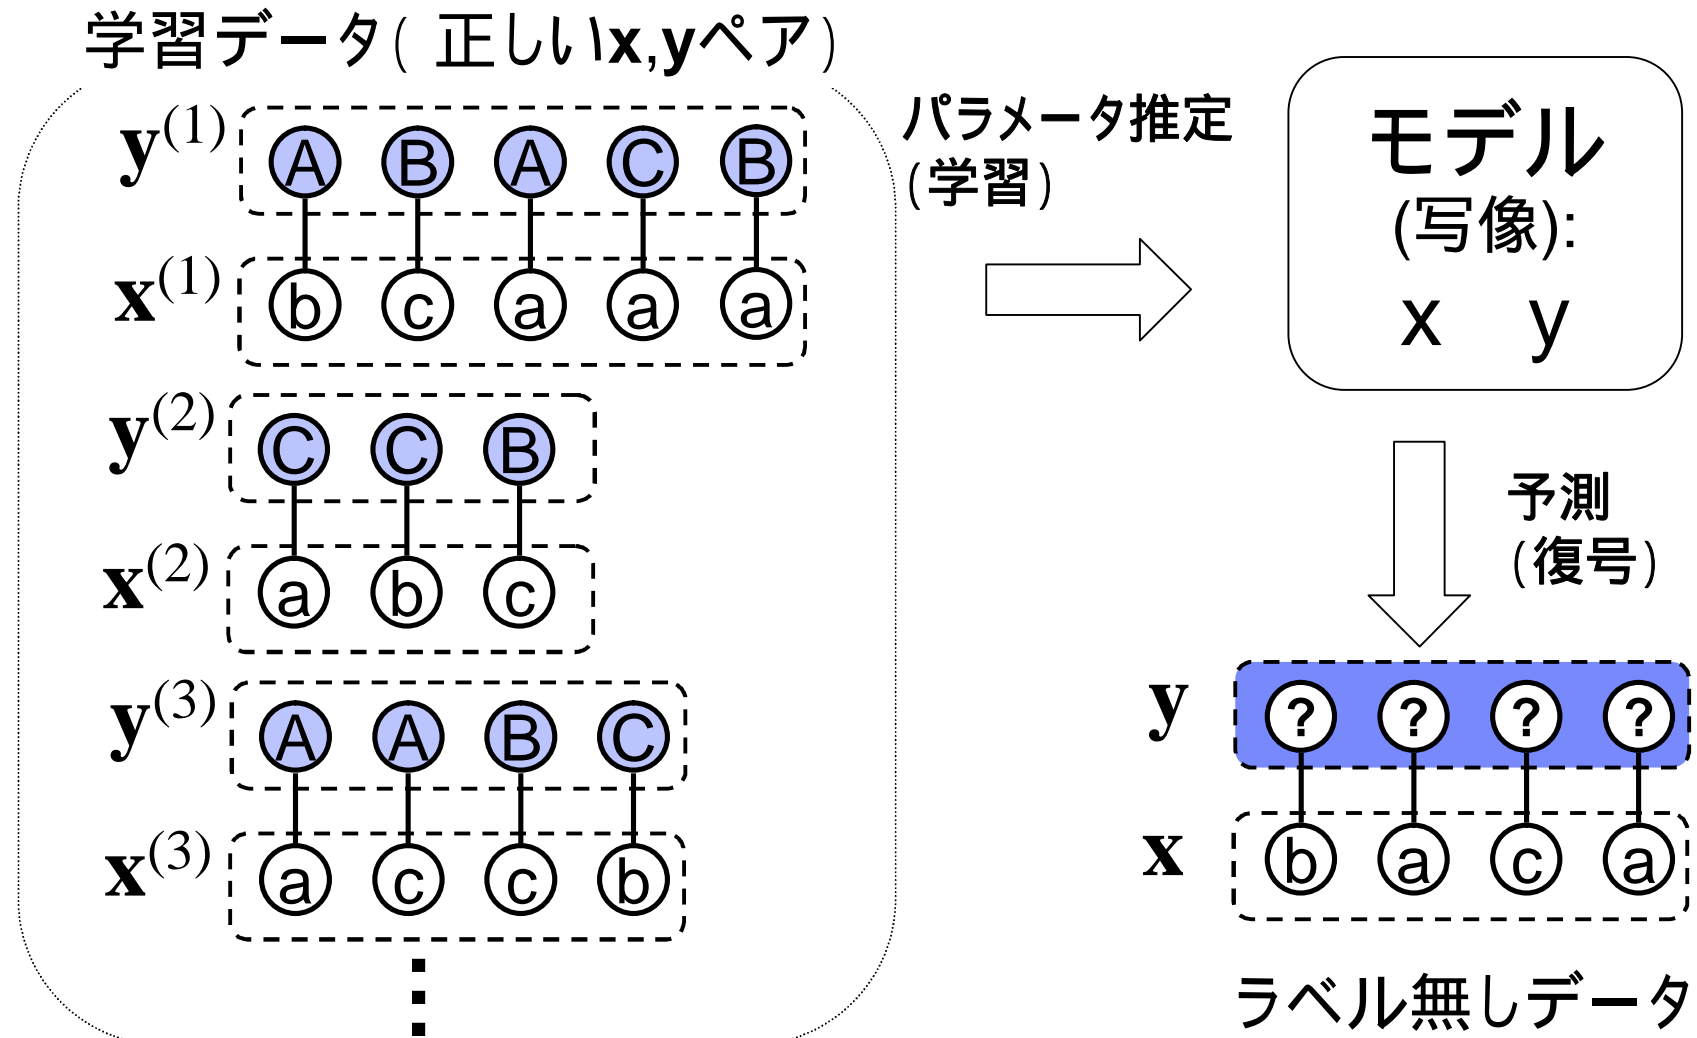 学習データ( 正しいx,yペア)
y(1) A B A C B
x(1) b c a a a
y(2) C C B
x(2) a b c
y(3) A A B C
x(3) a c c b
パラメータ推定
(学習)
モデル
(写像):
x y
予測
(復号)
y ? ? ? ?
x b a c a
ラベル無しデータ